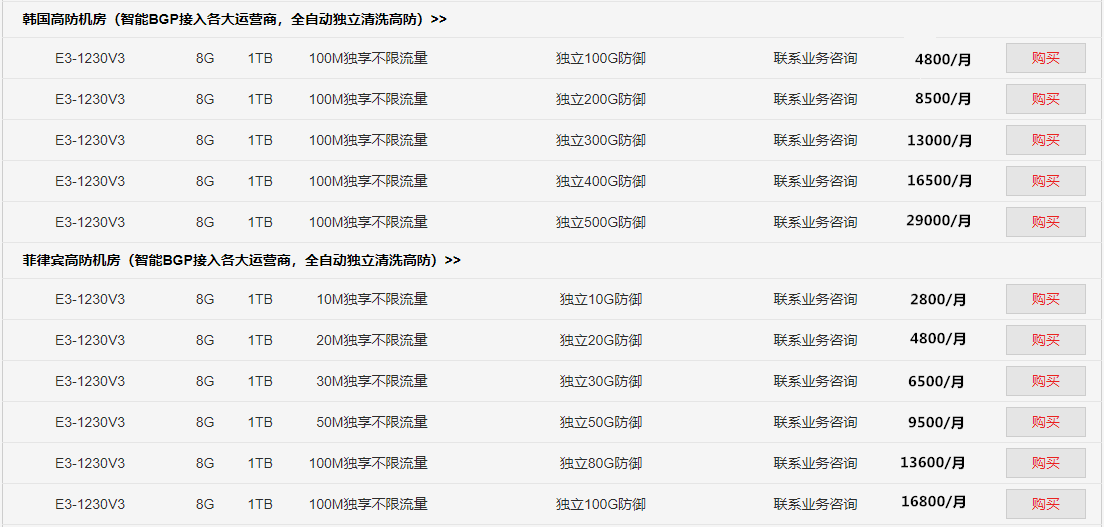 韩国高防机房（智能BGP接入各大运营商，全自动独立清洗高防）>>
E3-1230V3 8G 1TB 100M独享不限流量 独立100G防御 联系业务咨询 4800/月 购买
E3-1230V3 8G 1TB 100M独享不限流量 独立200G防御 联系业务咨询 8500/月 购买
E3-1230V3 8G 1TB 100M独享不限流量 独立300G防御 联系业务咨询 13000/月 购买
E3-1230V3 8G 1TB 100M独享不限流量 独立400G防御 联系业务咨询 16500/月 购买
E3-1230V3 8G 1TB 100M独享不限流量 独立500G防御 联系业务咨询 29000/月 购买
菲律宾高防机房（智能BGP接入各大运营商，全自动独立清洗高防）>>
E3-1230V3 8G 1TB 10M独享不限流量 独立10G防御 联系业务咨询 2800/月 购买
E3-1230V3 8G 1TB 20M独享不限流量 独立20G防御 联系业务咨询 4800/月 购买
E3-1230V3 8G 1TB 30M独享不限流量 独立30G防御 联系业务咨询 6500/月 购买
E3-1230V3 8G 1TB 50M独享不限流量 独立50G防御 联系业务咨询 9500/月 购买
E3-1230V3 8G 1TB 100M独享不限流量 独立80G防御 联系业务咨询 13600/月 购买
E3-1230V3 8G 1TB 100M独享不限流量 独立100G防御 联系业务咨询 16800/月 购买